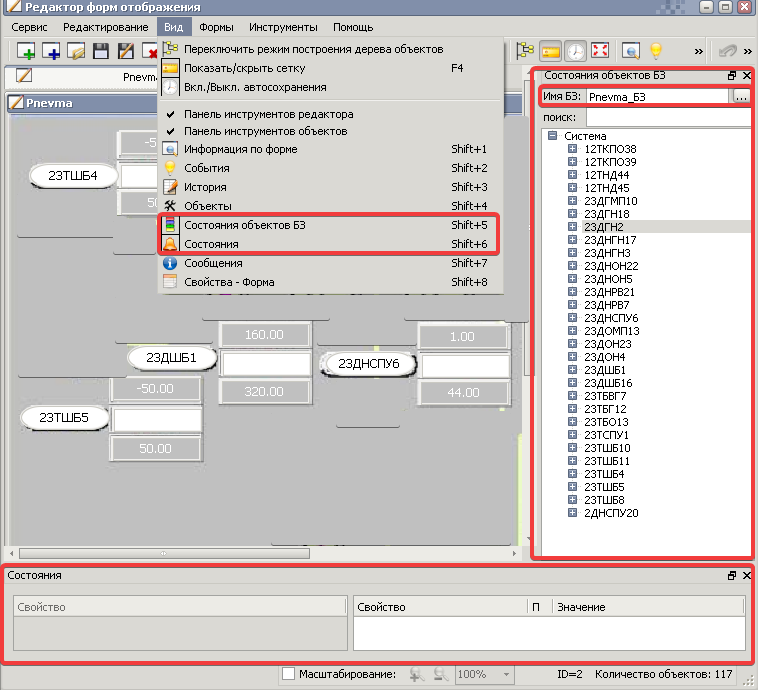 Редактор форм отображения
Сервис Редактирование Вид Формы Инструменты Помощь
Pnevma
Pnevma
Переключить режим построения дерева объектов
Показать/скрыть сетку F4
Вкл./Выкл. автосохранения
Панель инструментов редактора
Панель инструментов объектов
Информация по форме Shift+1
События Shift+2
История Shift+3
Объекты Shift+4
Состояния объектов БЗ Shift+5
Состояния Shift+6
Сообщения Shift+7
Свойства - Форма Shift+8
23ТШБ4
-5
50
23ДШБ1
160.00
320.00
23ДНСПУ6
1.00
44.00
23ТШБ5
-50.00
50.00
Состояния объектов БЗ
Имя БЗ: Pnevma_БЗ ...
поиск:
Система
12ТКПО38
12ТКПО39
12ТНД44
12ТНД45
23ДГМП10
23ДГН18
23ДГН2
23ДНГН17
23ДНГН3
23ДНОН22
23ДНОН5
23ДНРВ21
23ДНРВ7
23ДНСПУ6
23ДОМП13
23ДОН23
23ДОН4
23ДШБ1
23ДШБ16
23ТБВГ7
23ТБГ12
23ТБО13
23ТСПУ1
23ТШБ10
23ТШБ11
23ТШБ4
23ТШБ5
23ТШБ8
2ДНСПУ20
Состояния
Свойство
Свойство П Значение
Масштабирование: 100% ID=2 Количество объектов: 117